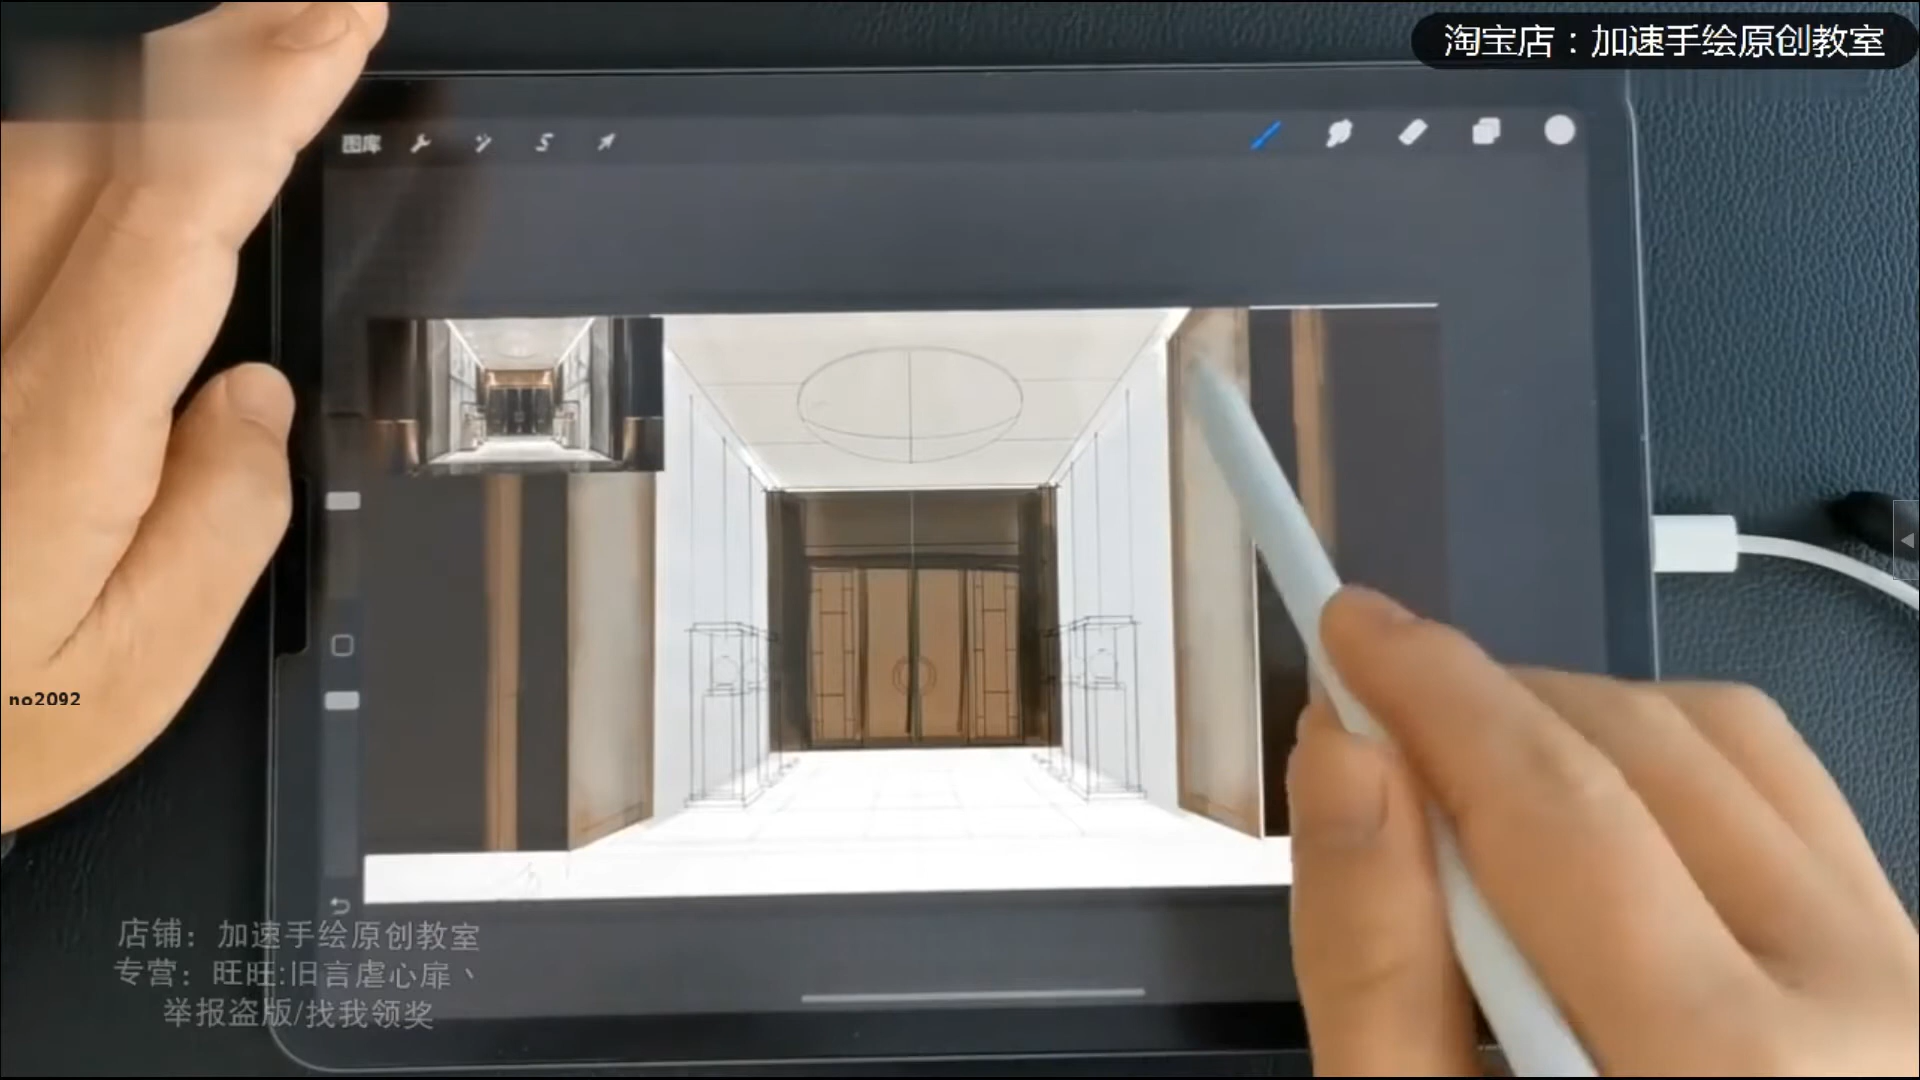 淘宝店：加速手绘原创教室
图库
no2092
店铺：加速手绘原创教室
专营：旺旺:旧言虐心扉丶
举报盗版/找我领奖